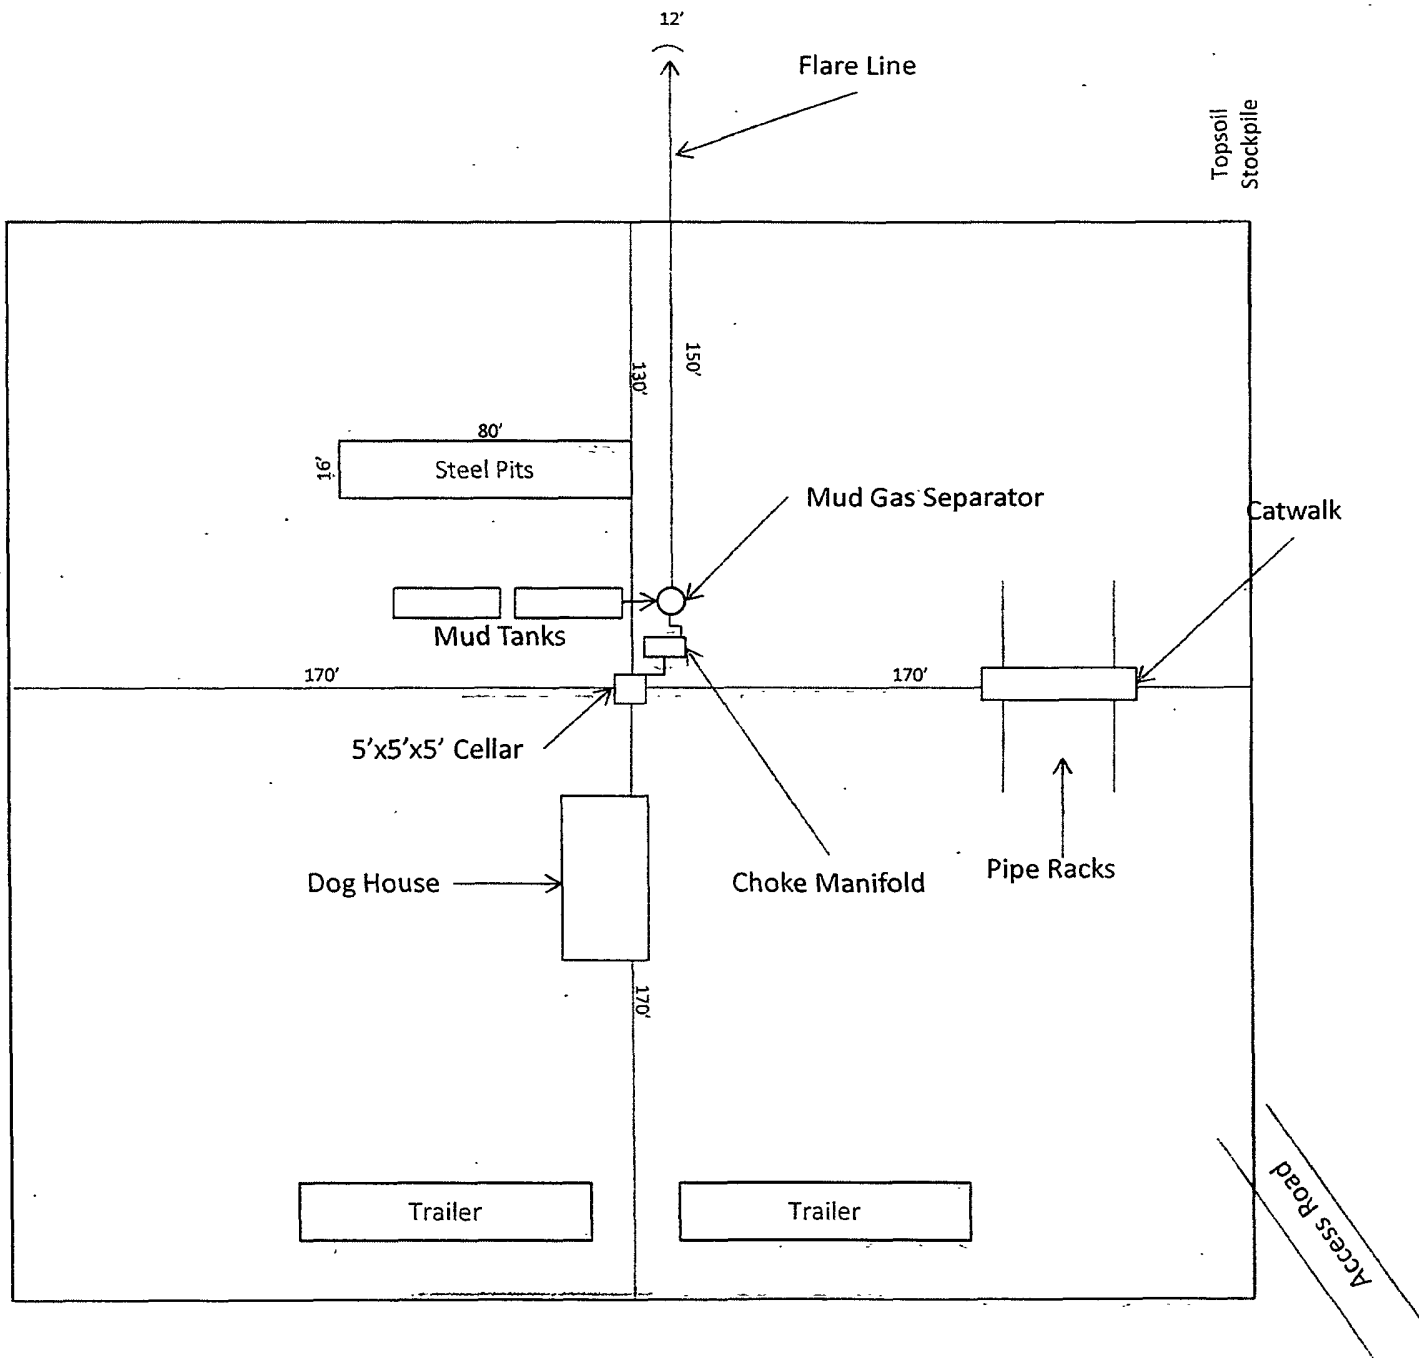 12'
Flare Line
Topsoil
Stockpile
150'
130'
80'
16'
Steel Pits
Mud Gas Separator
Catwalk
Mud Tanks
170'
170'
5'x5'x5' Cellar
Dog House
Choke Manifold
Pipe Racks
170'
Access Road
Trailer
Trailer